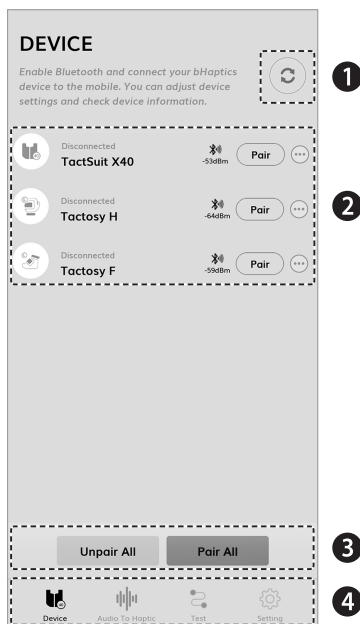 DEVICE
Enable Bluetooth and connect your bHaptics
device to the mobile. You can adjust device
settings and check device information.
1
Disconnected
TactSuit X40
-53dBm
Pair
2
Disconnected
Tactosy H
-64dBm
Pair
Disconnected
Tactosy F
-59dBm
Pair
Unpair All
Pair All
3
Device
Audio To Haptic
Test
Setting
4